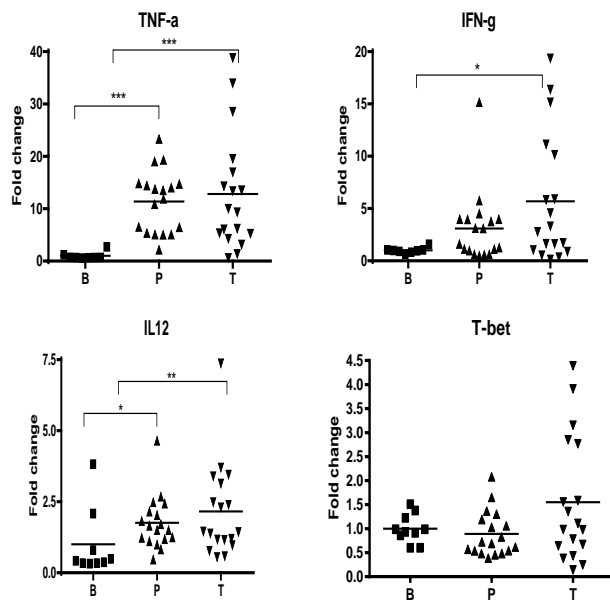 TNF-a
***
***
Fold change
40
30
20
10
0
B P T
IFN-g
*
Fold change
20
15
10
5
0
B P T
IL12
**
*
Fold change
7.5
5.0
2.5
0.0
B P T
T-bet
Fold change
4.5
4.0
3.5
3.0
2.5
2.0
1.5
1.0
0.5
0.0
B P T